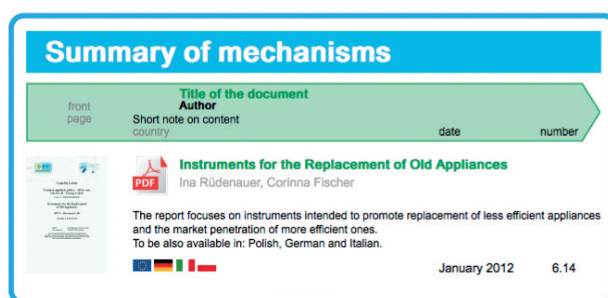 Summary of mechanisms
front page
Title of the document
Author
Short note on content
country
date
number
PDF
Instruments for the Replacement of Old Appliances
Ina Rüdenauer, Corinna Fischer
The report focuses on instruments intended to promote replacement of less efficient appliances
and the market penetration of more efficient ones.
To be also available in: Polish, German and Italian.
January 2012
6.14